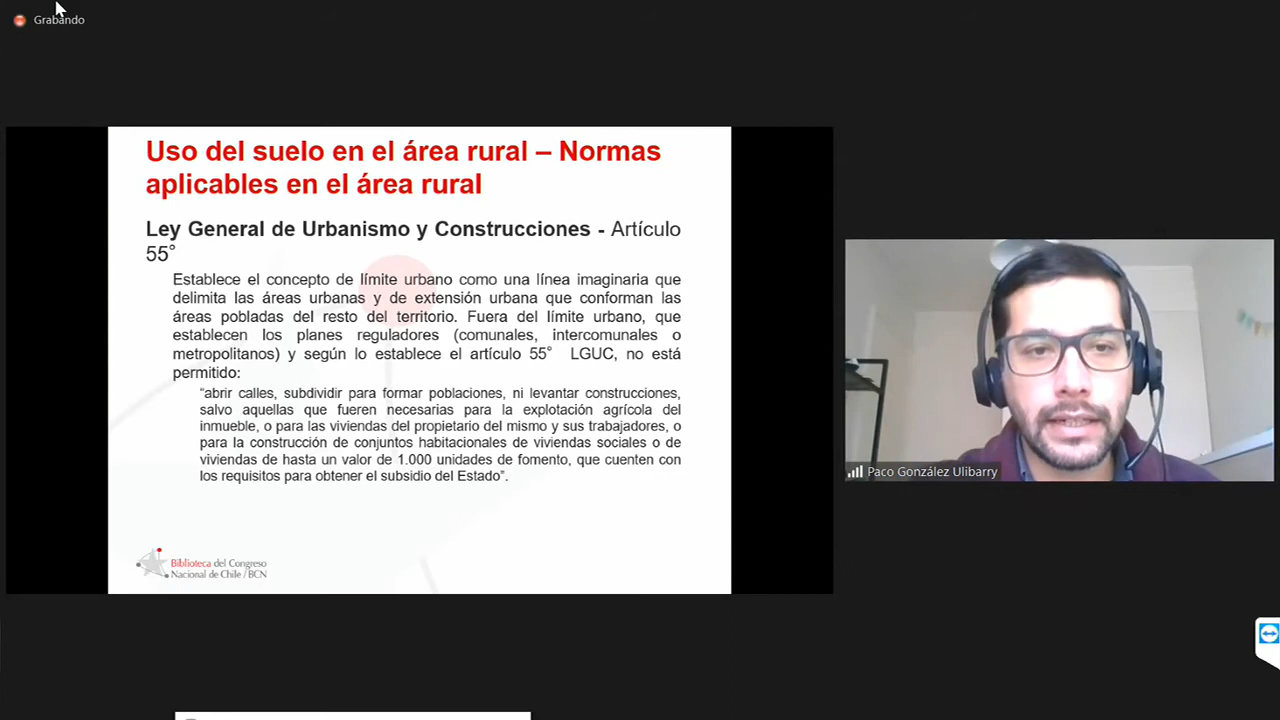 Grabando
Uso del suelo en el área rural – Normas
aplicables en el área rural
Ley General de Urbanismo y Construcciones - Artículo
55°
Establece el concepto de límite urbano como una línea imaginaria que
delimita las áreas urbanas y de extensión urbana que conforman las
áreas pobladas del resto del territorio. Fuera del límite urbano, que
establecen los planes reguladores (comunales, intercomunales o
metropolitanos) y según lo establece el artículo 55° LGUC, no está
permitido:
“abrir calles, subdividir para formar poblaciones, ni levantar construcciones,
salvo aquellas que fueren necesarias para la explotación agrícola del
inmueble, o para las viviendas del propietario del mismo y sus trabajadores, o
para la construcción de conjuntos habitacionales de viviendas sociales o de
viviendas de hasta un valor de 1.000 unidades de fomento, que cuenten con
los requisitos para obtener el subsidio del Estado”.
Biblioteca del Congreso
Nacional de Chile / BCN
Paco González Ulibarry